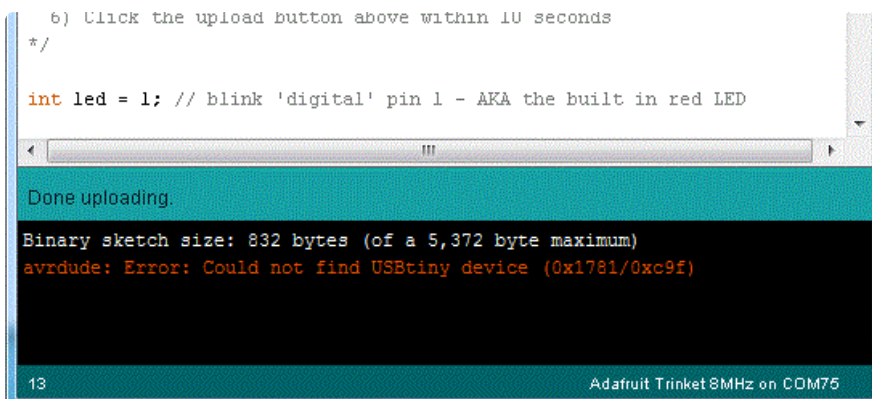 6) Click the upload button above within 10 seconds
*/
int led = 1; // blink 'digital' pin 1 - AKA the built in red LED
Done uploading.
Binary sketch size: 832 bytes (of a 5,372 byte maximum)
avrdude: Error: Could not find USBtiny device (0x1781/0xc9f)
13 Adafruit Trinket 8MHz on COM75